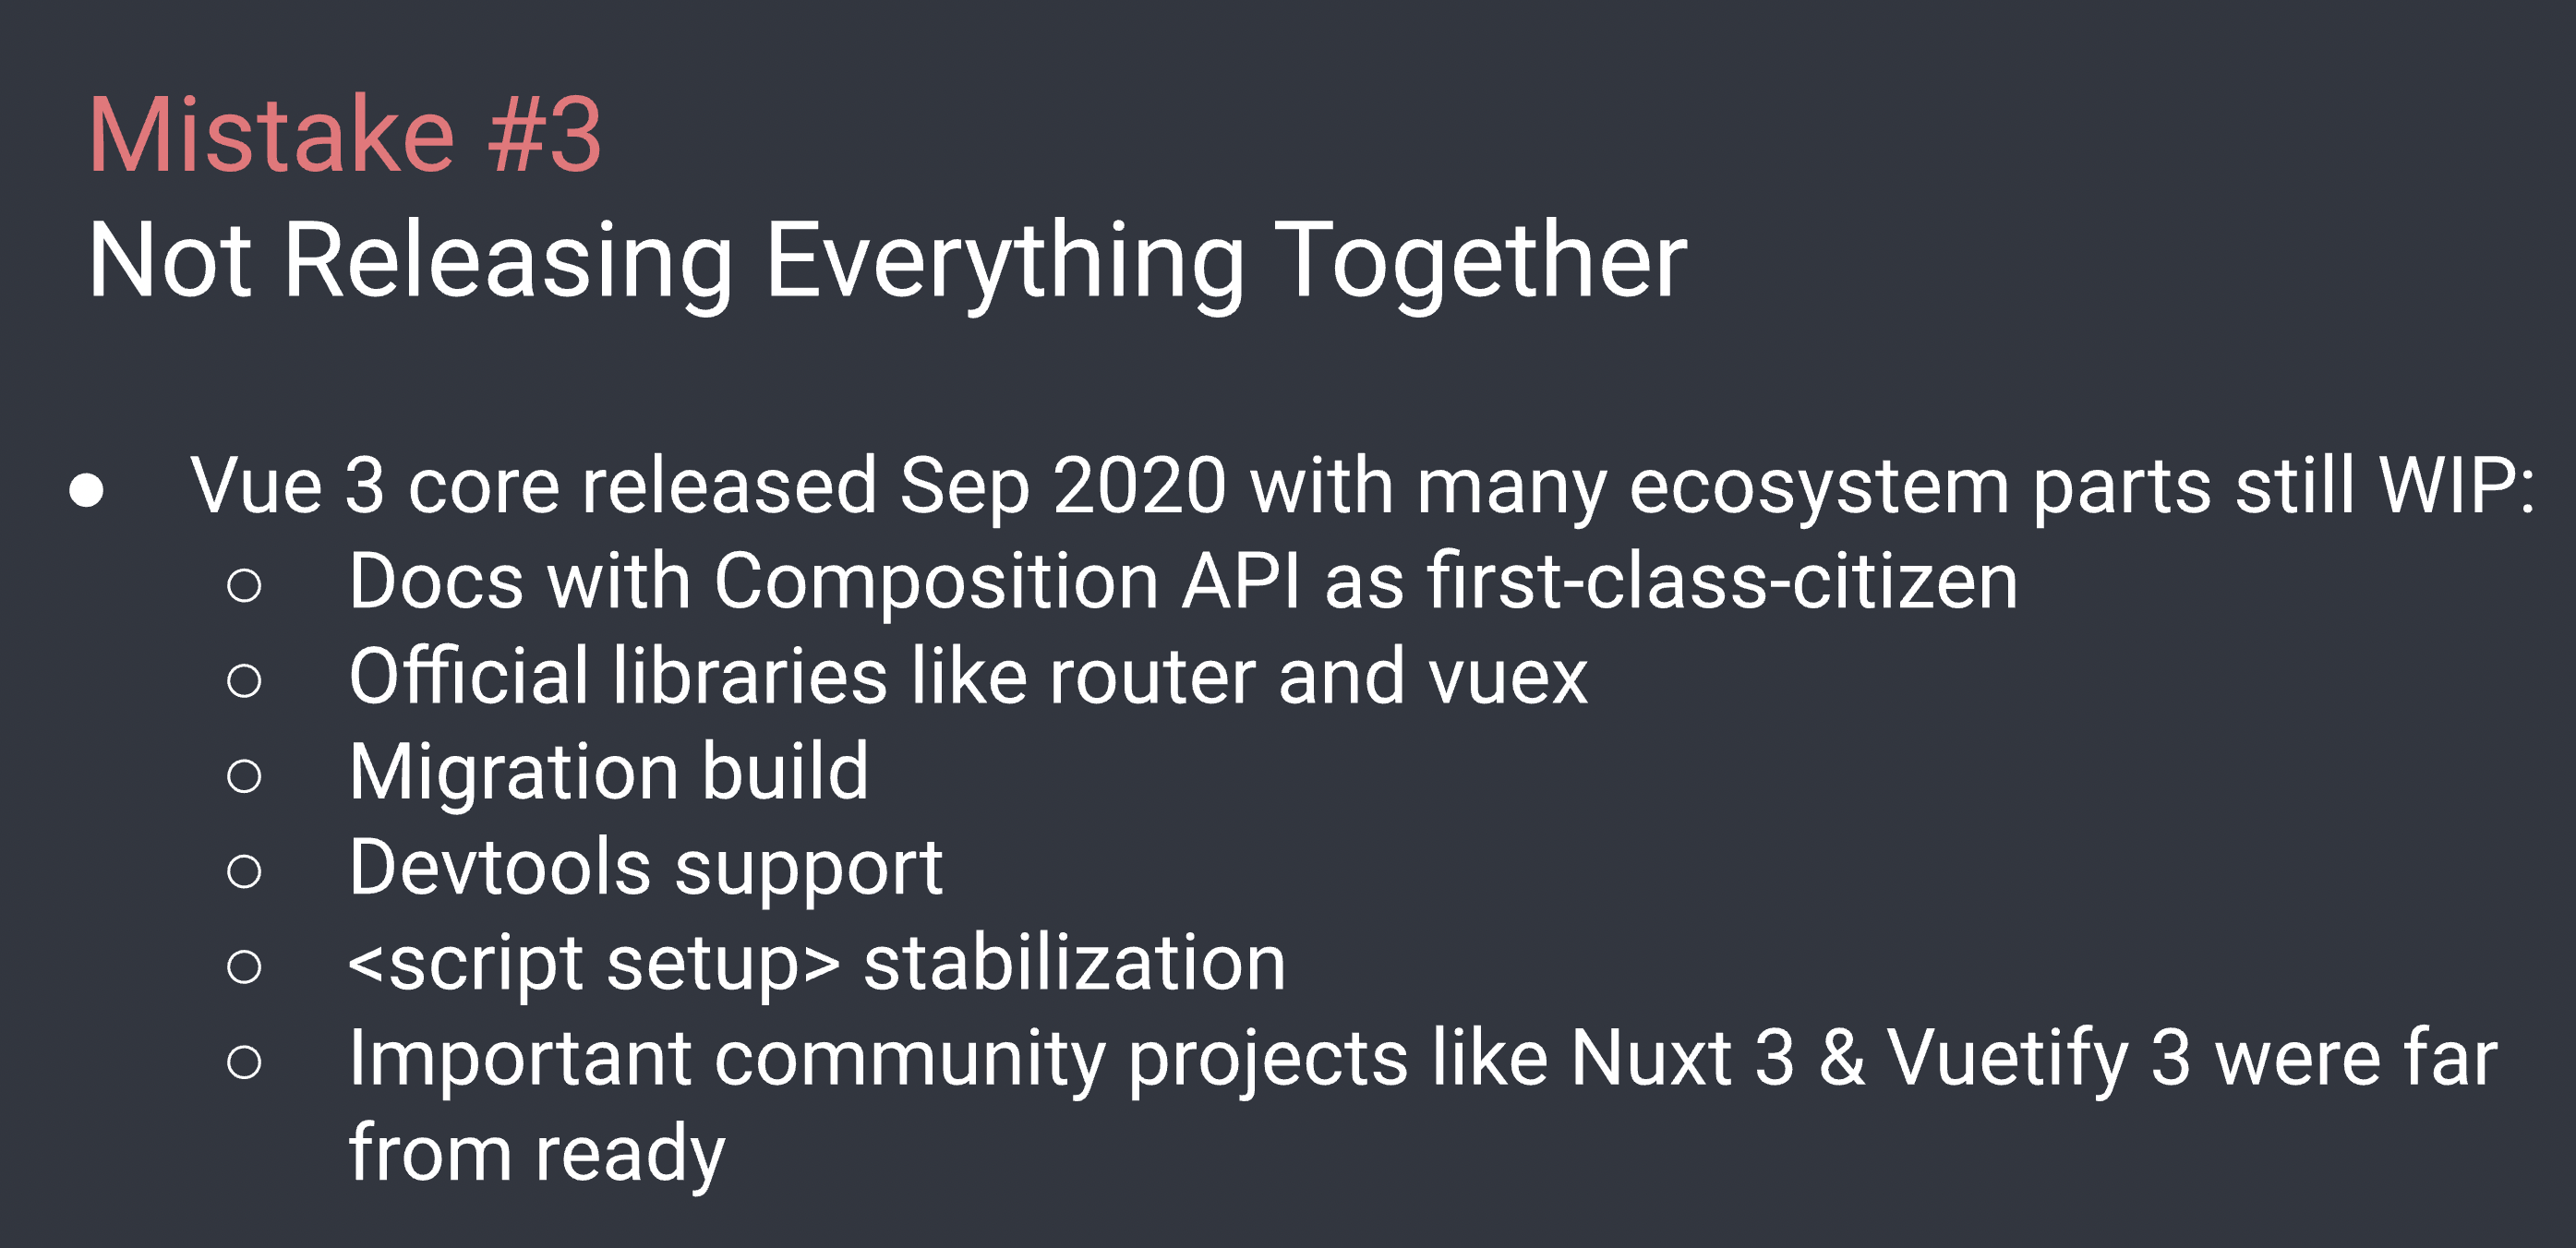 Mistake #3
Not Releasing Everything Together
● Vue 3 core released Sep 2020 with many ecosystem parts still WIP:
○ Docs with Composition API as first-class-citizen
○ Official libraries like router and vuex
○ Migration build
○ Devtools support
○ <script setup> stabilization
○ Important community projects like Nuxt 3 & Vuetify 3 were far
from ready